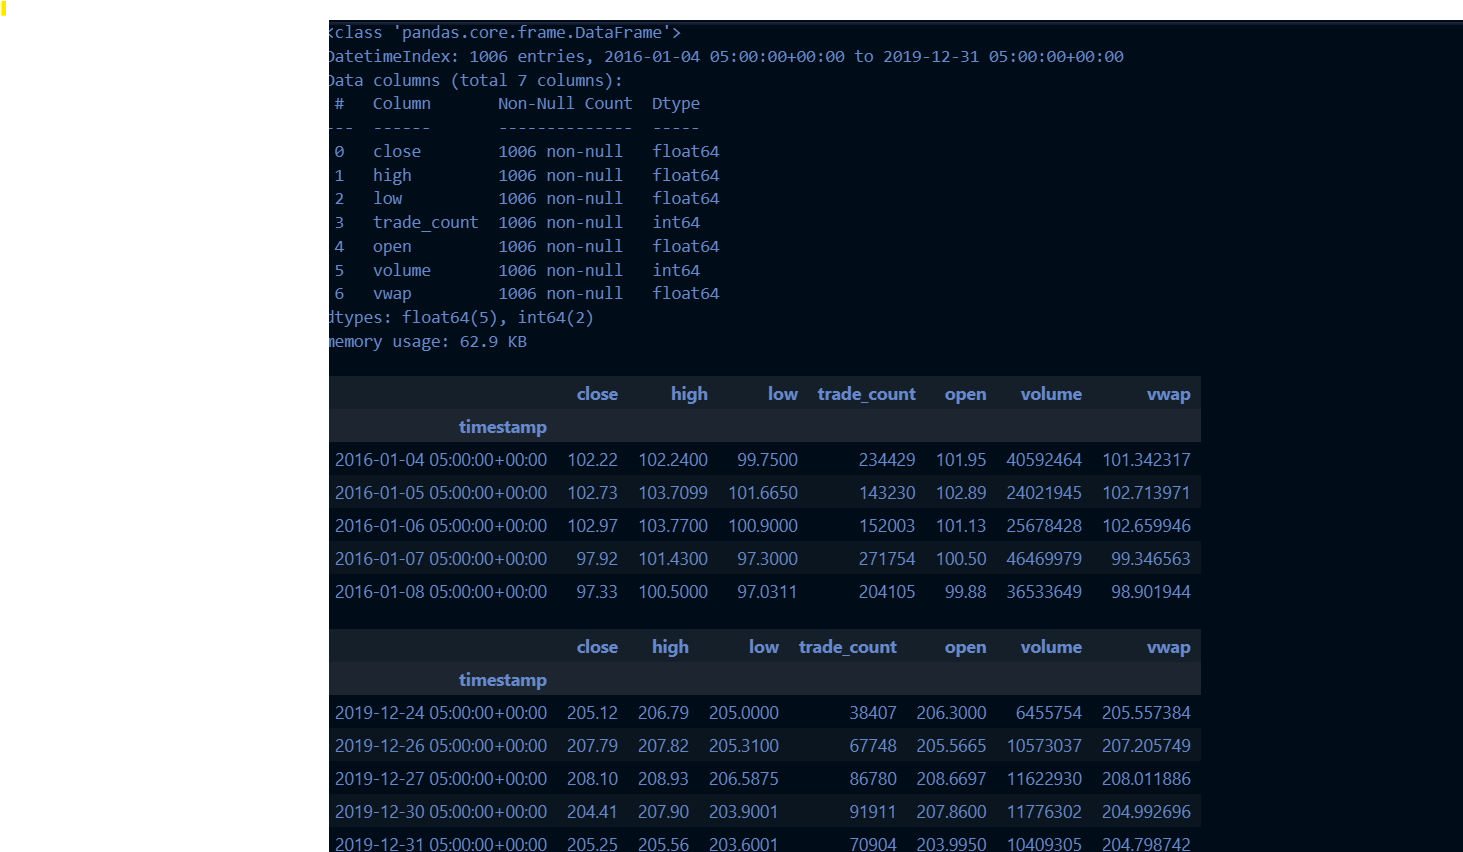 <class 'pandas.core.frame.DataFrame'>
DatetimeIndex: 1006 entries, 2016-01-04 05:00:00+00:00 to 2019-12-31 05:00:00+00:00
Data columns (total 7 columns):
 #   Column       Non-Null Count  Dtype
---  ------       --------------  -----
 0   close        1006 non-null   float64
 1   high         1006 non-null   float64
 2   low          1006 non-null   float64
 3   trade_count  1006 non-null   int64
 4   open         1006 non-null   float64
 5   volume       1006 non-null   int64
 6   vwap         1006 non-null   float64
dtypes: float64(5), int64(2)
memory usage: 62.9 KB
close high low trade_count open volume vwap
timestamp
2016-01-04 05:00:00+00:00 102.22 102.2400 99.7500 234429 101.95 40592464 101.342317
2016-01-05 05:00:00+00:00 102.73 103.7099 101.6650 143230 102.89 24021945 102.713971
2016-01-06 05:00:00+00:00 102.97 103.7700 100.9000 152003 101.13 25678428 102.659946
2016-01-07 05:00:00+00:00 97.92 101.4300 97.3000 271754 100.50 46469979 99.346563
2016-01-08 05:00:00+00:00 97.33 100.5000 97.0311 204105 99.88 36533649 98.901944
close high low trade_count open volume vwap
timestamp
2019-12-24 05:00:00+00:00 205.12 206.79 205.0000 38407 206.3000 6455754 205.557384
2019-12-26 05:00:00+00:00 207.79 207.82 205.3100 67748 205.5665 10573037 207.205749
2019-12-27 05:00:00+00:00 208.10 208.93 206.5875 86780 208.6697 11622930 208.011886
2019-12-30 05:00:00+00:00 204.41 207.90 203.9001 91911 207.8600 11776302 204.992696
2019-12-31 05:00:00+00:00 205.25 205.56 203.6001 70904 203.9950 10409305 204.798742